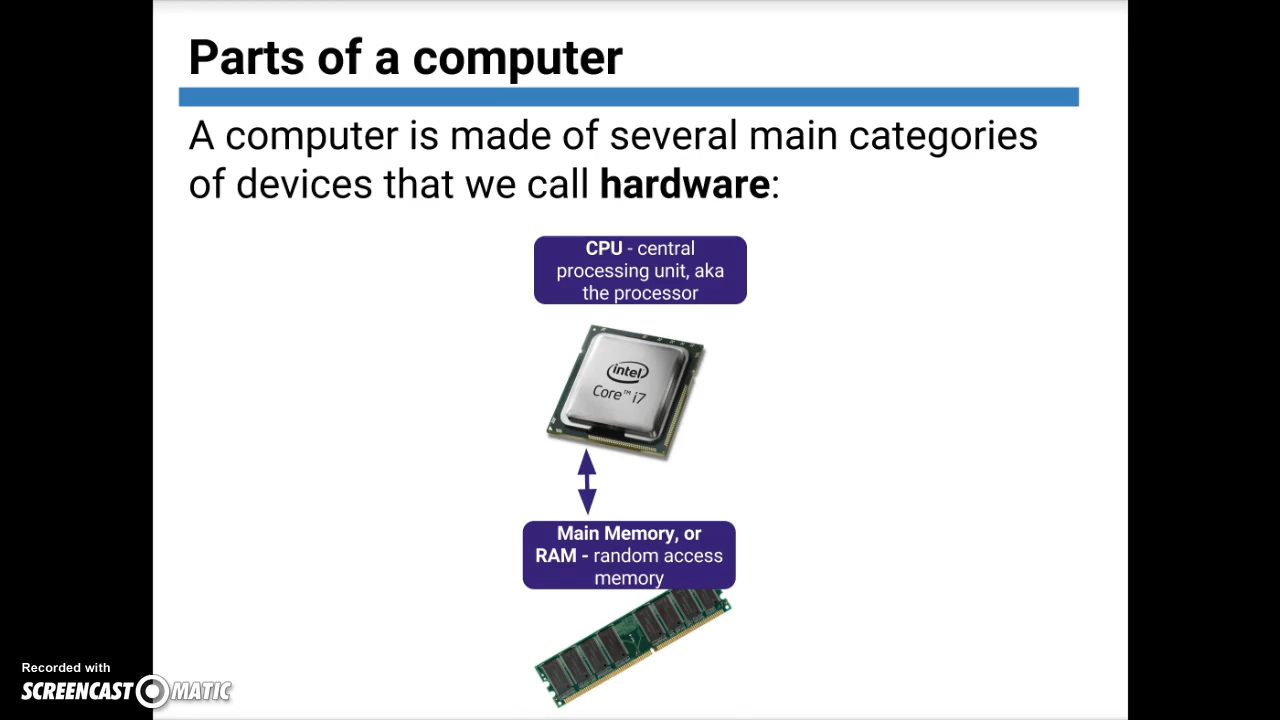 Parts of a computer
A computer is made of several main categories
of devices that we call hardware:
CPU - central
processing unit, aka
the processor
intel
Core™ i7
Main Memory, or
RAM - random access
memory
Recorded with
SCREENCAST MATIC